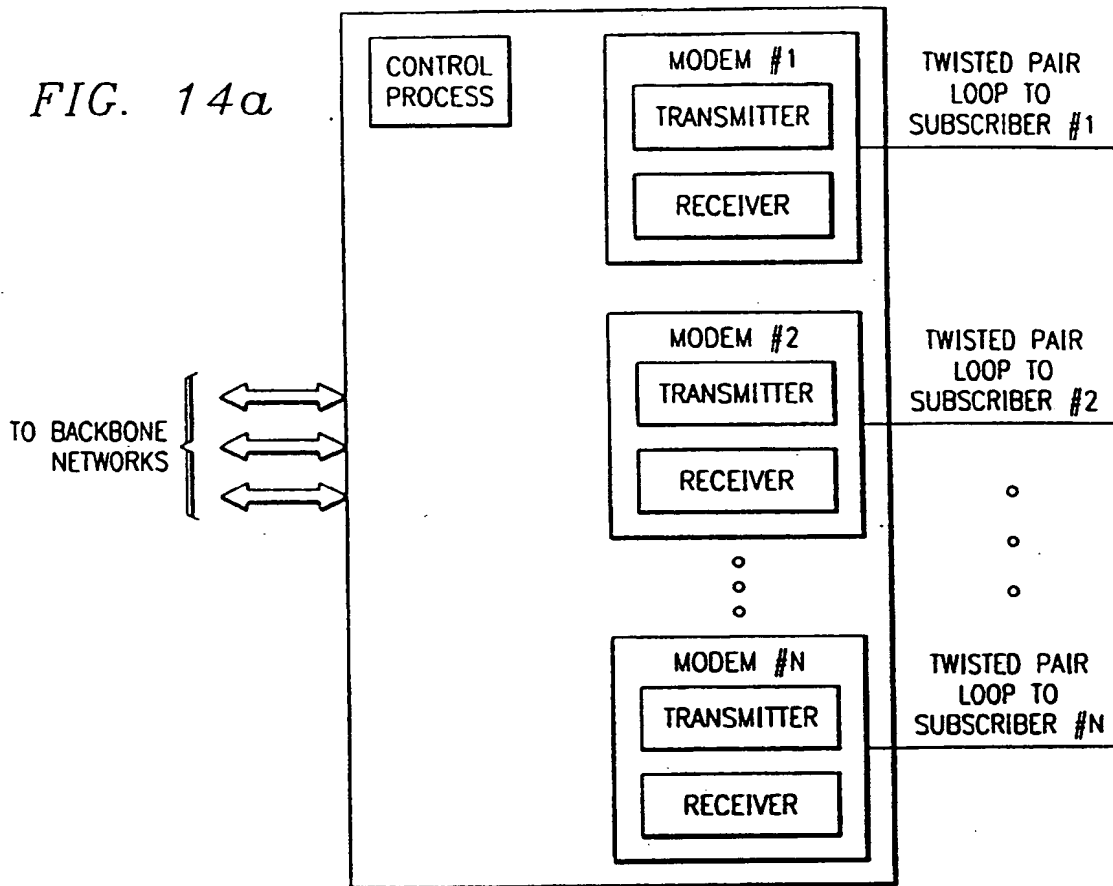 FIG. 14a
CONTROL
PROCESS
MODEM #1
TRANSMITTER
RECEIVER
TWISTED PAIR
LOOP TO
SUBSCRIBER #1
MODEM #2
TRANSMITTER
RECEIVER
TWISTED PAIR
LOOP TO
SUBSCRIBER #2
TO BACKBONE
NETWORKS
MODEM #N
TRANSMITTER
RECEIVER
TWISTED PAIR
LOOP TO
SUBSCRIBER #N